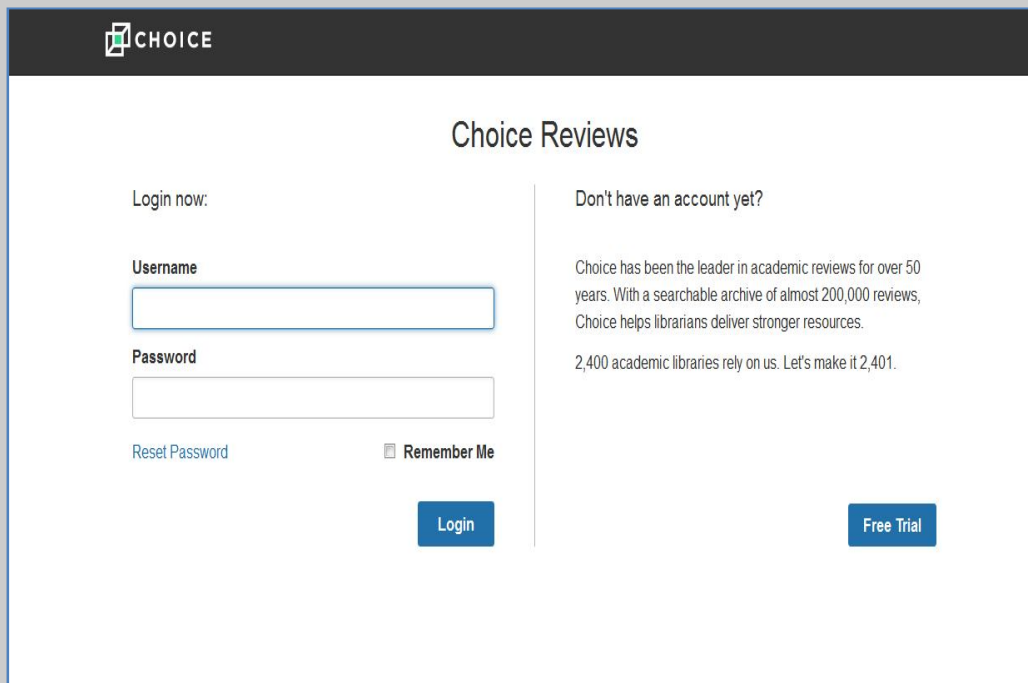 CHOICE
Choice Reviews
Login now:
Username
Password
Reset Password
Remember Me
Login
Don't have an account yet?
Choice has been the leader in academic reviews for over 50
years. With a searchable archive of almost 200,000 reviews,
Choice helps librarians deliver stronger resources.
2,400 academic libraries rely on us. Let's make it 2,401.
Free Trial